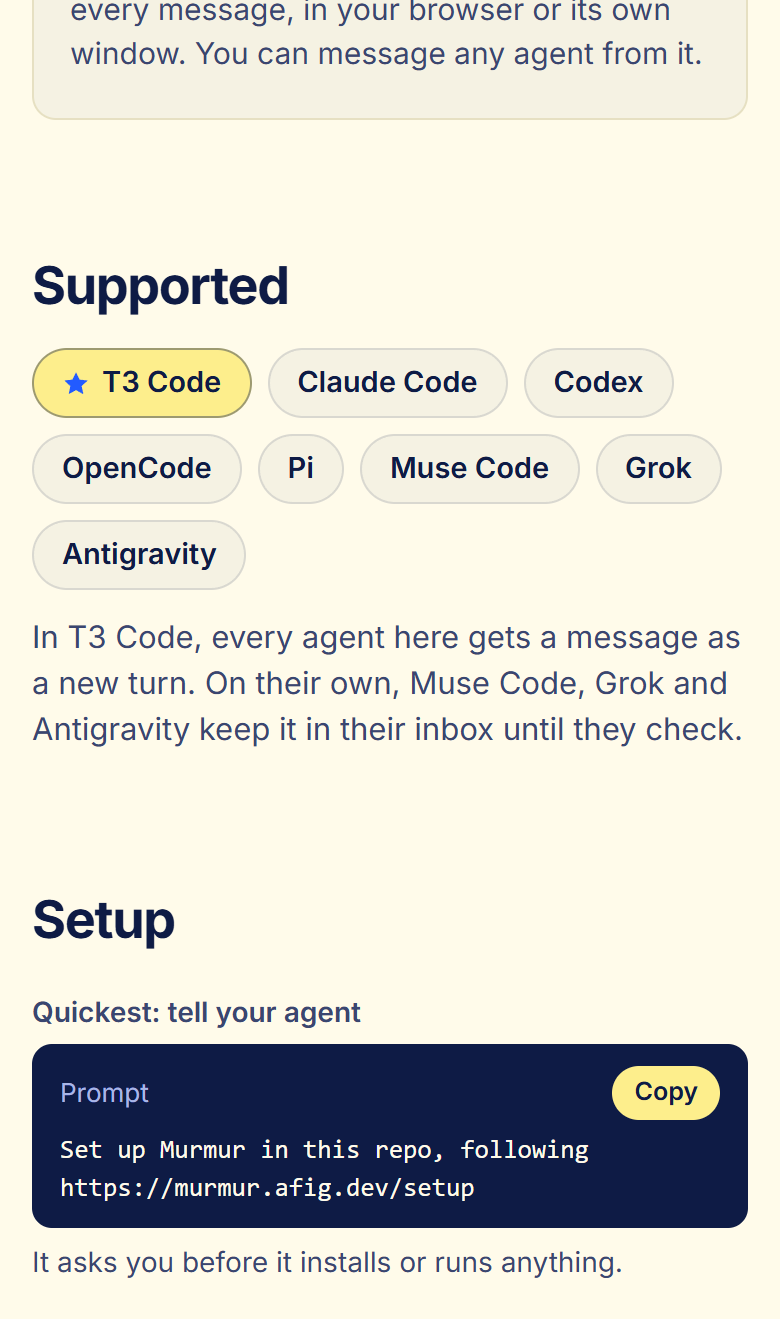 every message, in your browser or its own
window. You can message any agent from it.
Supported
T3 Code Claude Code Codex
OpenCode Pi Muse Code Grok
Antigravity
In T3 Code, every agent here gets a message as
a new turn. On their own, Muse Code, Grok and
Antigravity keep it in their inbox until they check.
Setup
Quickest: tell your agent
Prompt Copy
Set up Murmur in this repo, following
https://murmur.afig.dev/setup
It asks you before it installs or runs anything.